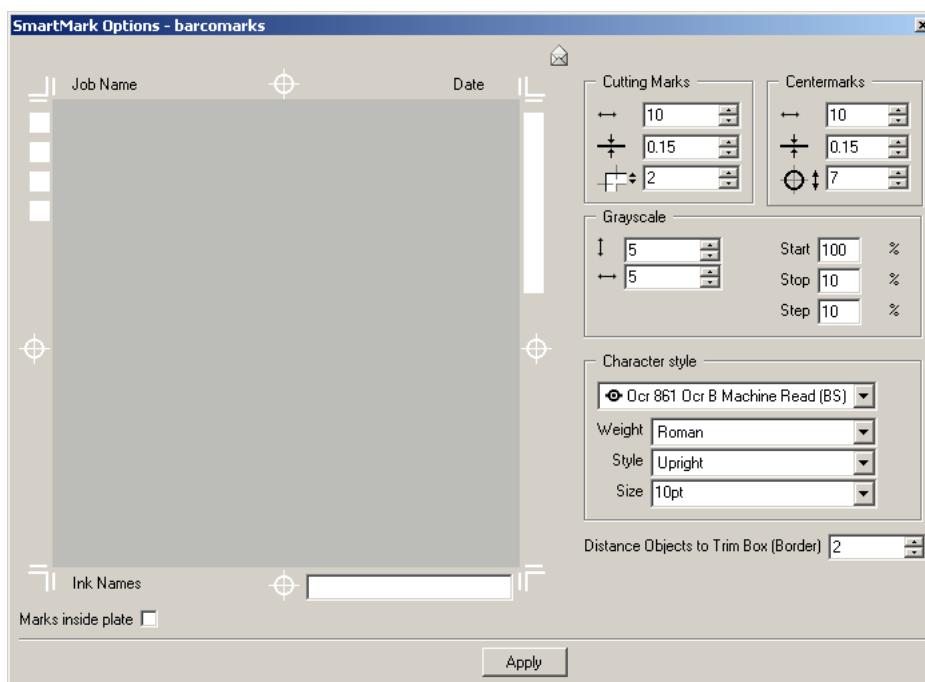 SmartMark Options - barcomarks
Job Name
Date
Ink Names
Marks inside plate
Cutting Marks
10
0.15
2
Centermarks
10
0.15
7
Grayscale
5
5
Start 100 %
Stop 10 %
Step 10 %
Character style
Ocr 861 Ocr B Machine Read (BS)
Weight Roman
Style Upright
Size 10pt
Distance Objects to Trim Box (Border) 2
Apply